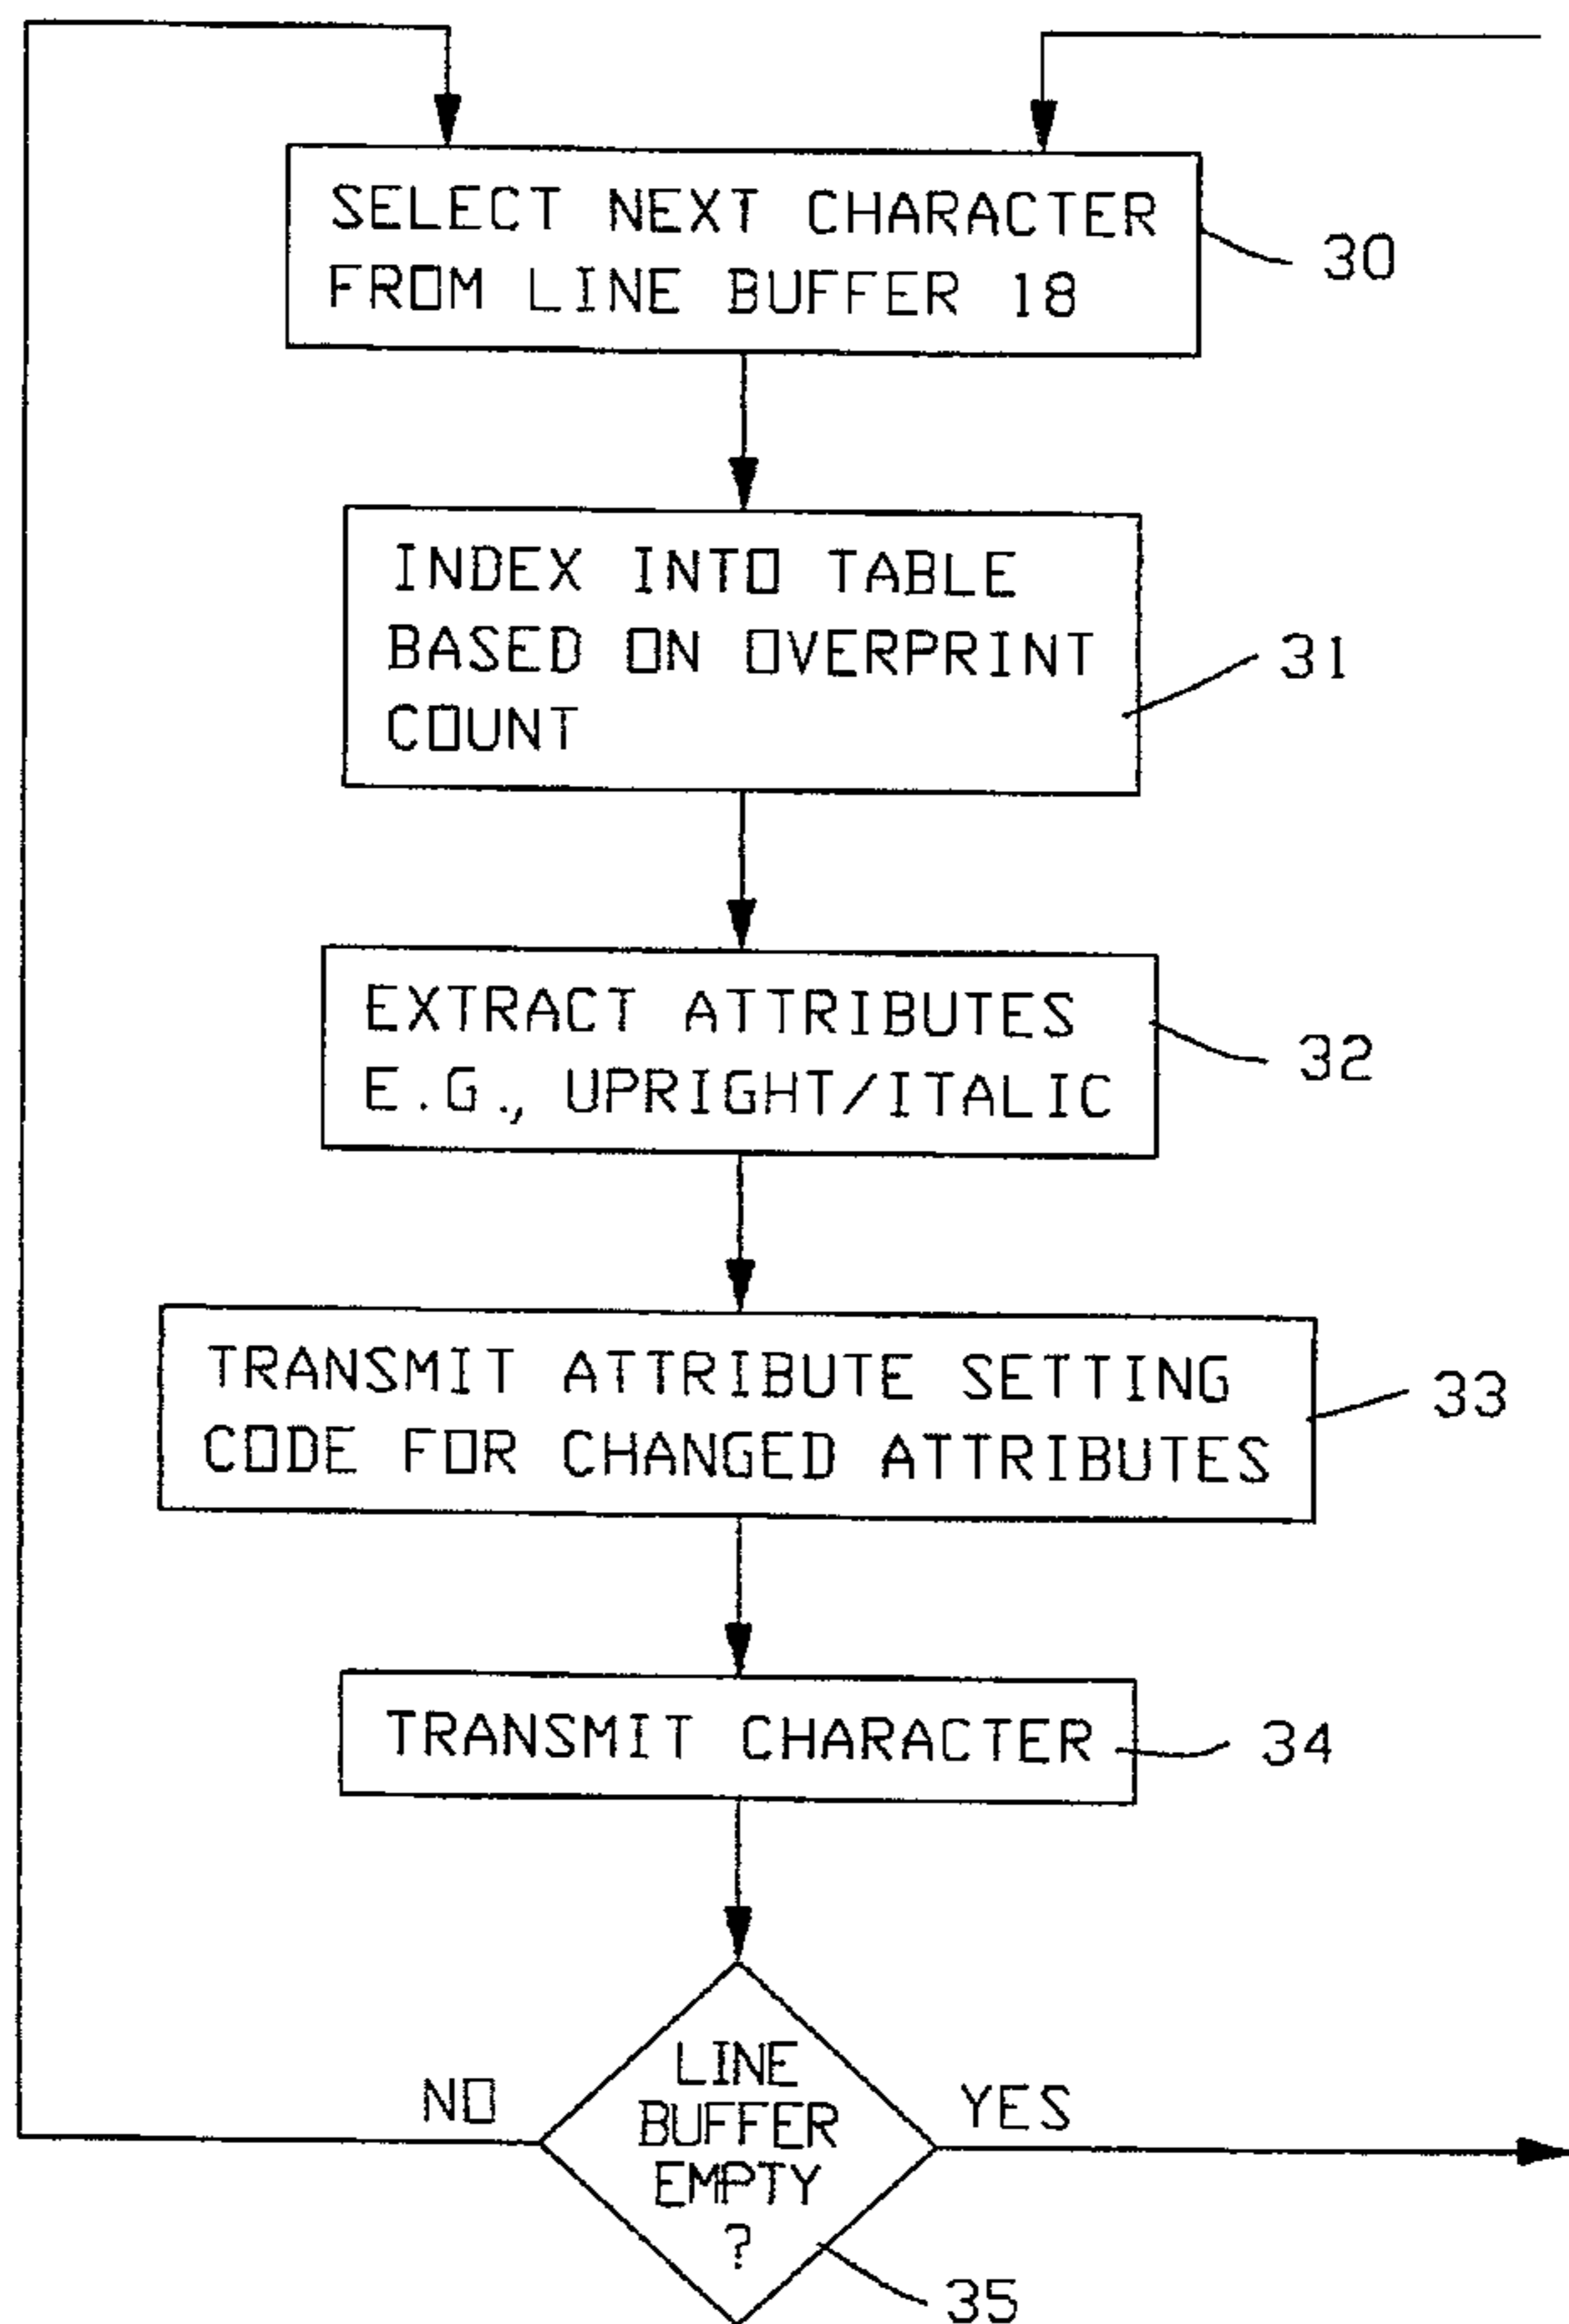 SELECT NEXT CHARACTER
FROM LINE BUFFER 18
30
INDEX INTO TABLE
BASED ON OVERPRINT
COUNT
31
EXTRACT ATTRIBUTES
E.G., UPRIGHT/ITALIC
32
TRANSMIT ATTRIBUTE SETTING
CODE FOR CHANGED ATTRIBUTES
33
TRANSMIT CHARACTER
34
LINE
BUFFER
EMPTY
?
NO
YES
35